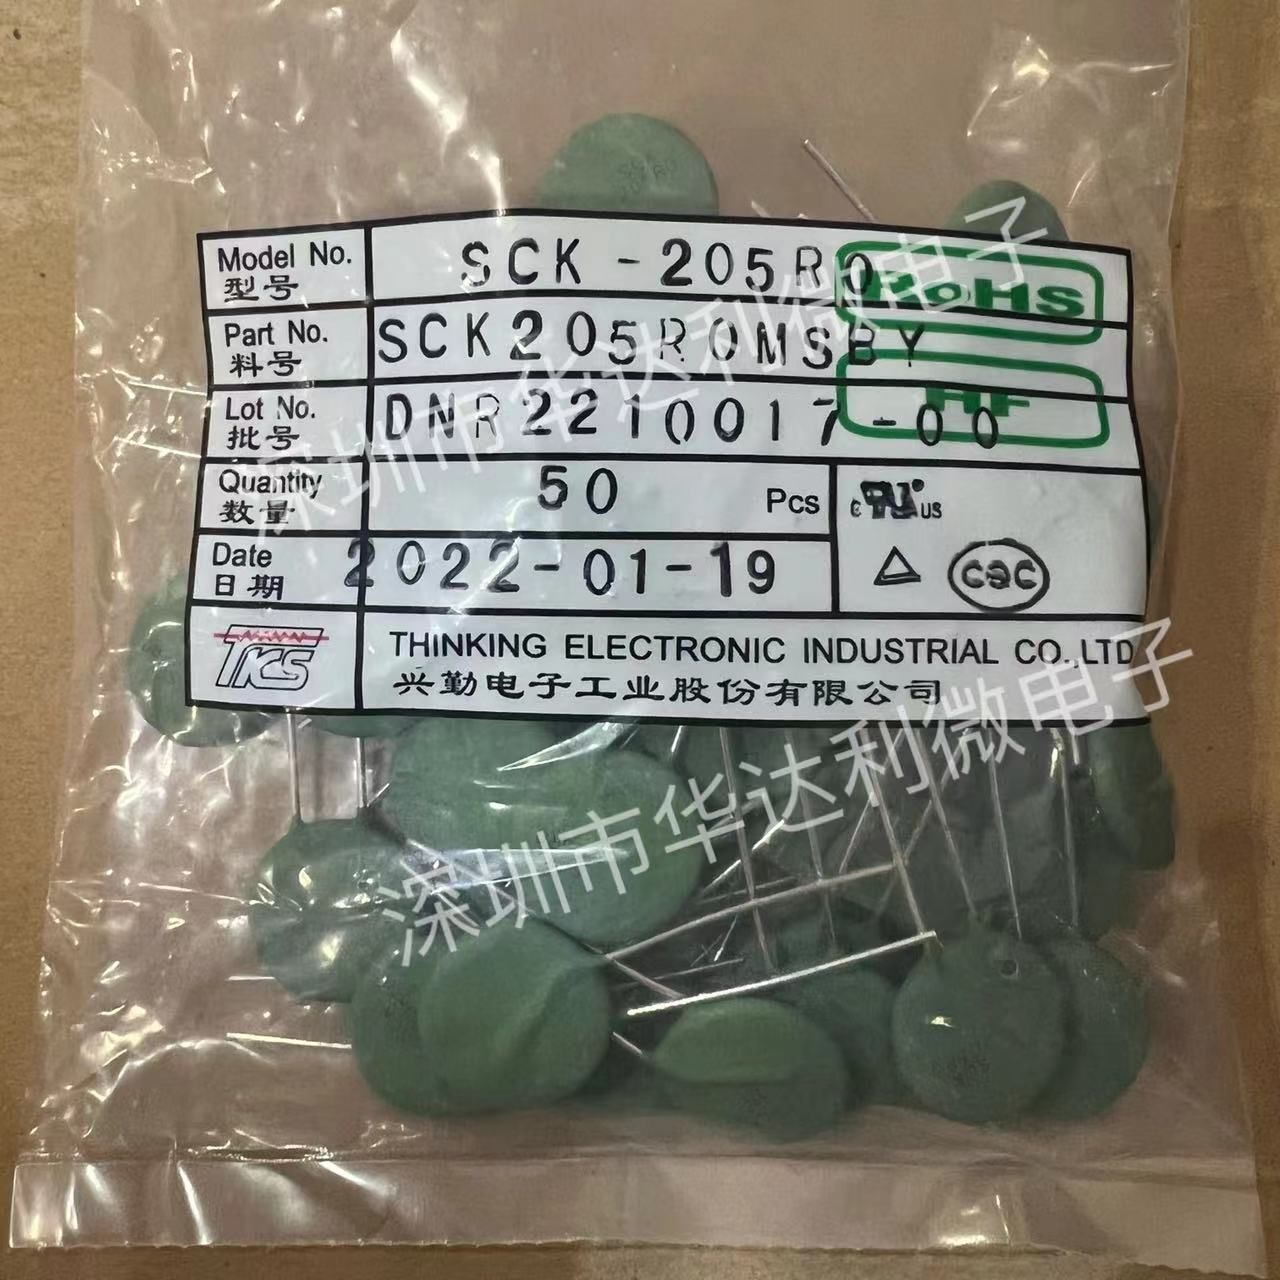 Model No. SCK-205R0
型号
RoHS
Part No. SCK205R0MSBY
料号
HF
Lot No. DNR2210017-00
批号
Quantity 50 Pcs
数量
c US
Date 2022-01-19
日期
cqc
TKS
THINKING ELECTRONIC INDUSTRIAL CO.,LTD
兴勤电子工业股份有限公司
深圳市华达利微电子
深圳市华达利微电子